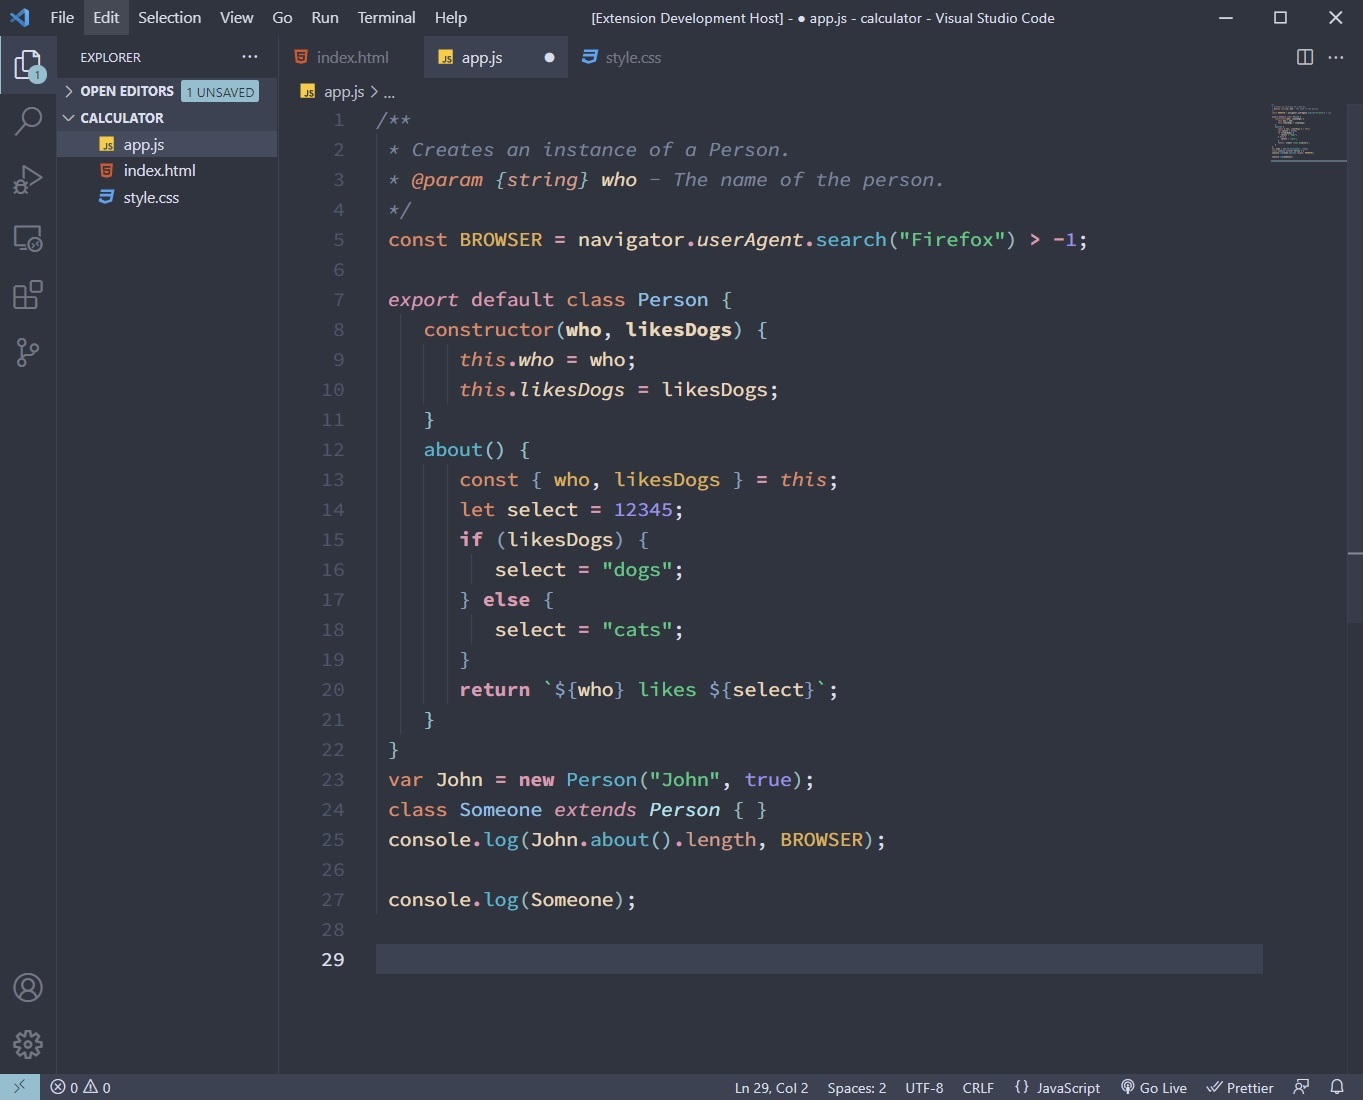 File Edit Selection View Go Run Terminal Help [Extension Development Host] - ● app.js - calculator - Visual Studio Code
EXPLORER ···
1
OPEN EDITORS 1 UNSAVED
CALCULATOR
JS app.js
index.html
style.css
index.html JS app.js ● style.css ···
JS app.js > ...
1 /**
2 * Creates an instance of a Person.
3 * @param {string} who - The name of the person.
4 */
5 const BROWSER = navigator.userAgent.search("Firefox") > -1;
6
7 export default class Person {
8 constructor(who, likesDogs) {
9 this.who = who;
10 this.likesDogs = likesDogs;
11 }
12 about() {
13 const { who, likesDogs } = this;
14 let select = 12345;
15 if (likesDogs) {
16 select = "dogs";
17 } else {
18 select = "cats";
19 }
20 return `${who} likes ${select}`;
21 }
22 }
23 var John = new Person("John", true);
24 class Someone extends Person { }
25 console.log(John.about().length, BROWSER);
26
27 console.log(Someone);
28
29
0 0 Ln 29, Col 2 Spaces: 2 UTF-8 CRLF {} JavaScript Go Live Prettier